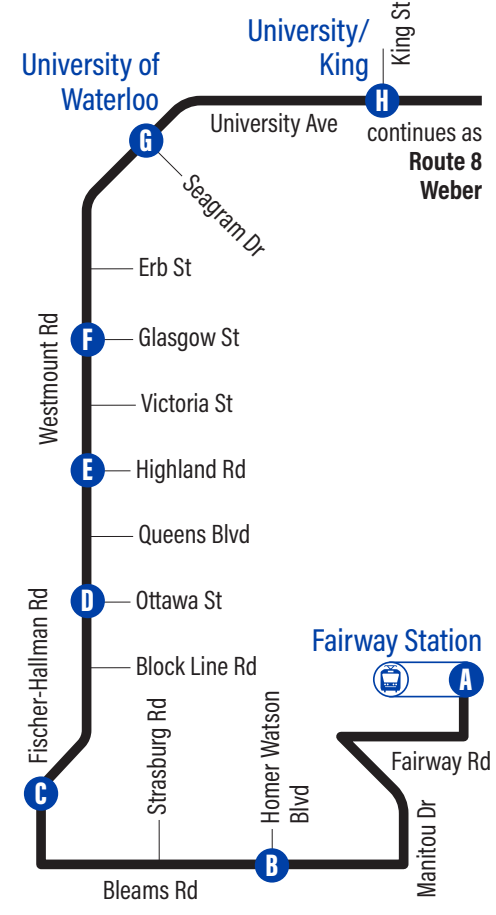 University/
King
King St
H
University of
Waterloo
G
University Ave
continues as
Route 8
Weber
Seagram Dr
Erb St
Westmount Rd
F
Glasgow St
Victoria St
E
Highland Rd
Queens Blvd
D
Ottawa St
Fischer-Hallman Rd
Block Line Rd
Fairway Station
A
Fairway Rd
Strasburg Rd
Homer Watson
Blvd
C
Manitou Dr
B
Bleams Rd